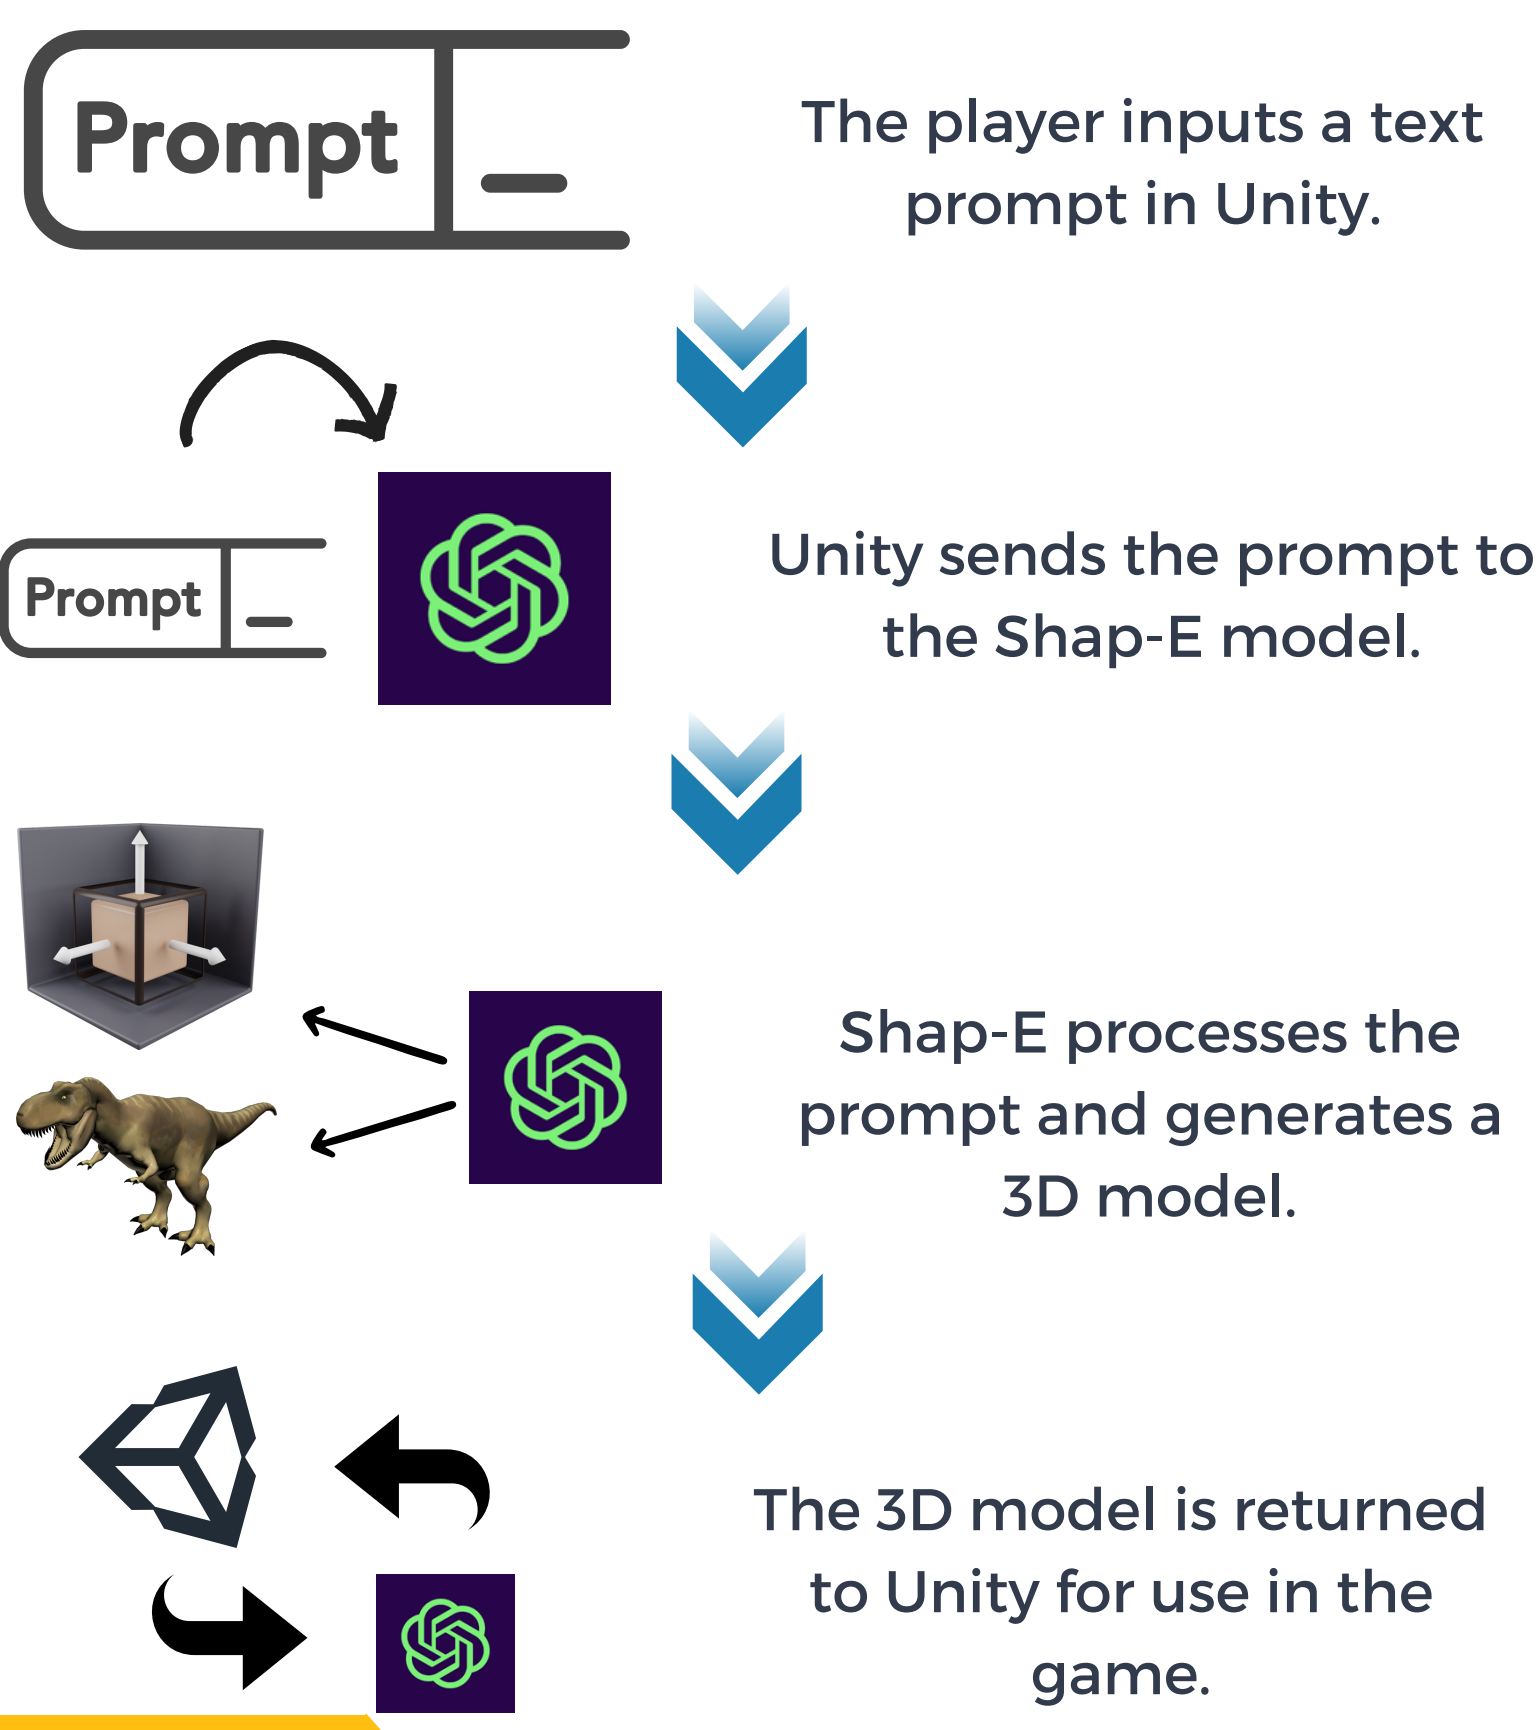 Prompt
The player inputs a text
prompt in Unity.
Prompt
Unity sends the prompt to
the Shap-E model.
Shap-E processes the
prompt and generates a
3D model.
The 3D model is returned
to Unity for use in the
game.